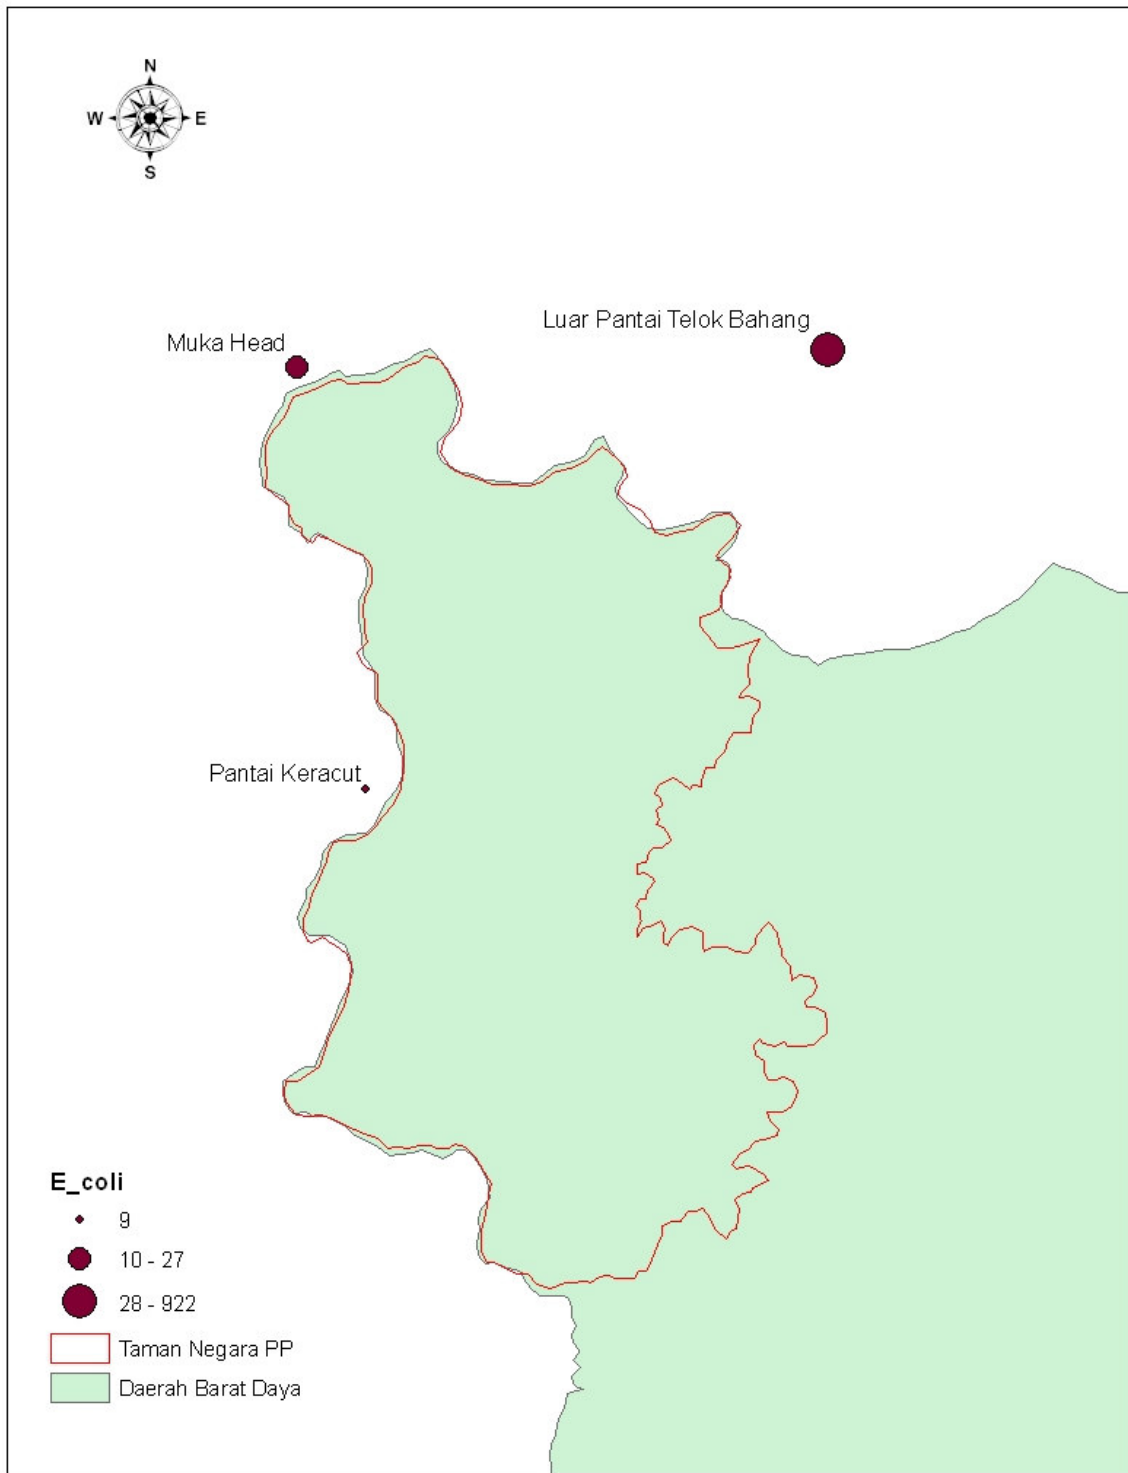 N
W E
S
Luar Pantai Telok Bahang
Muka Head
Pantai Keracut
E_coli
9
10 - 27
28 - 922
Taman Negara PP
Daerah Barat Daya